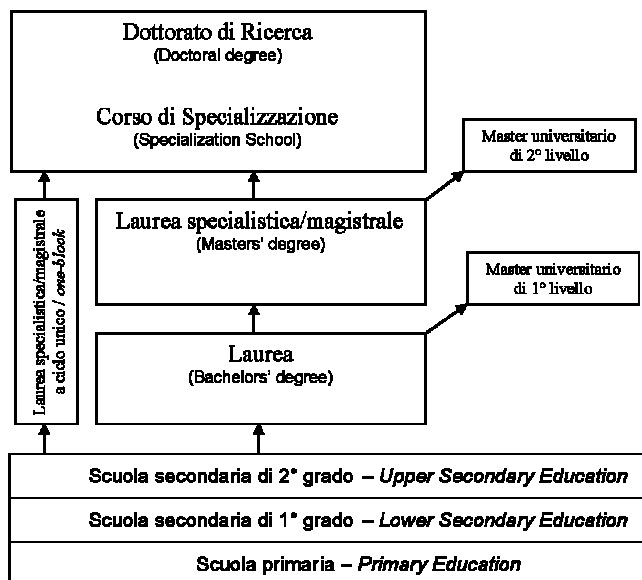 Dottorato di Ricerca
(Doctoral degree)
Corso di Specializzazione
(Specialization School)
Master universitario
di 2° livello
Laurea specialistica/magistrale
a ciclo unico / one-block
Laurea specialistica/magistrale
(Masters' degree)
Master universitario
di 1° livello
Laurea
(Bachelors' degree)
Scuola secondaria di 2° grado – Upper Secondary Education
Scuola secondaria di 1° grado – Lower Secondary Education
Scuola primaria – Primary Education